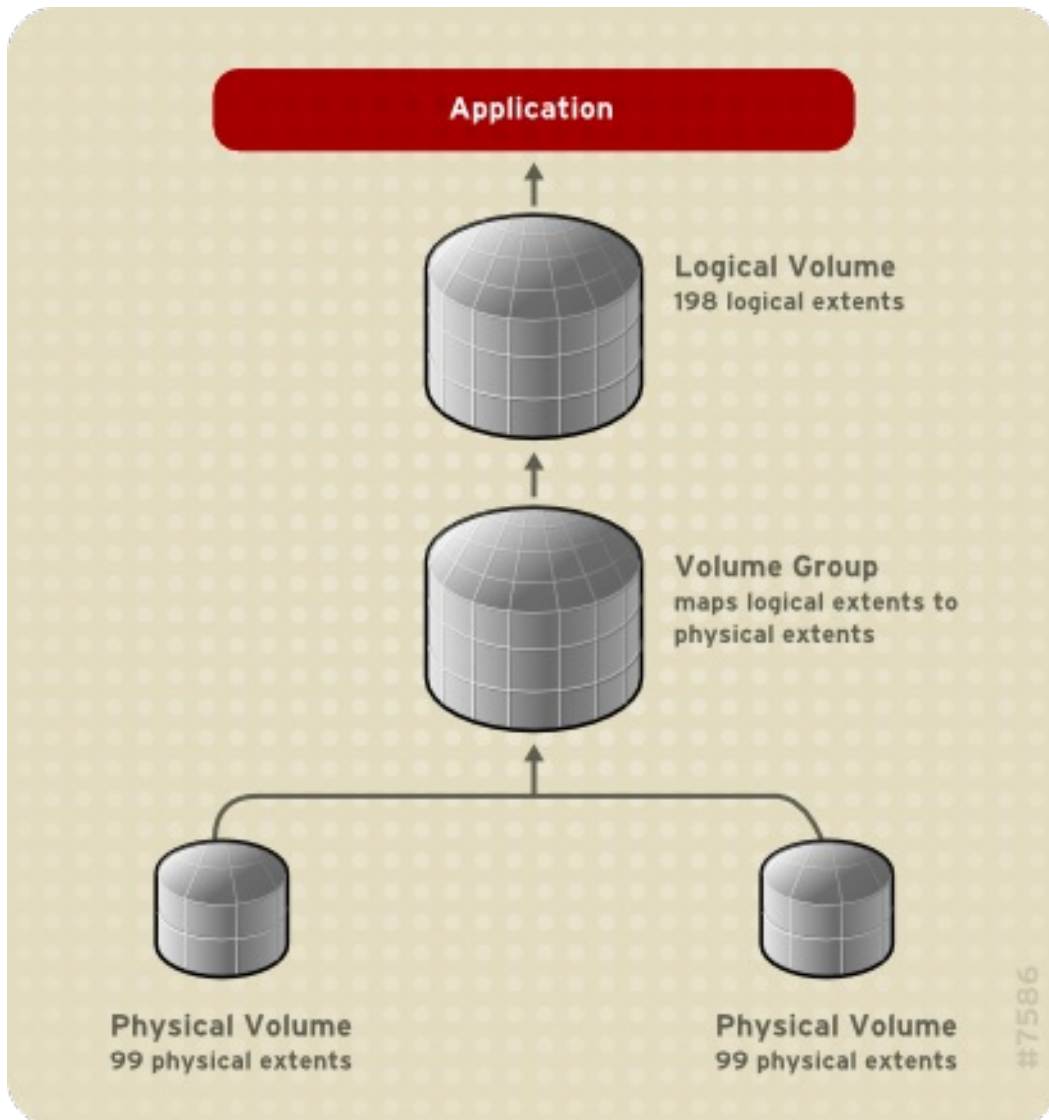 Application
Logical Volume
198 logical extents
Volume Group
maps logical extents to
physical extents
Physical Volume
99 physical extents
Physical Volume
99 physical extents
#7586